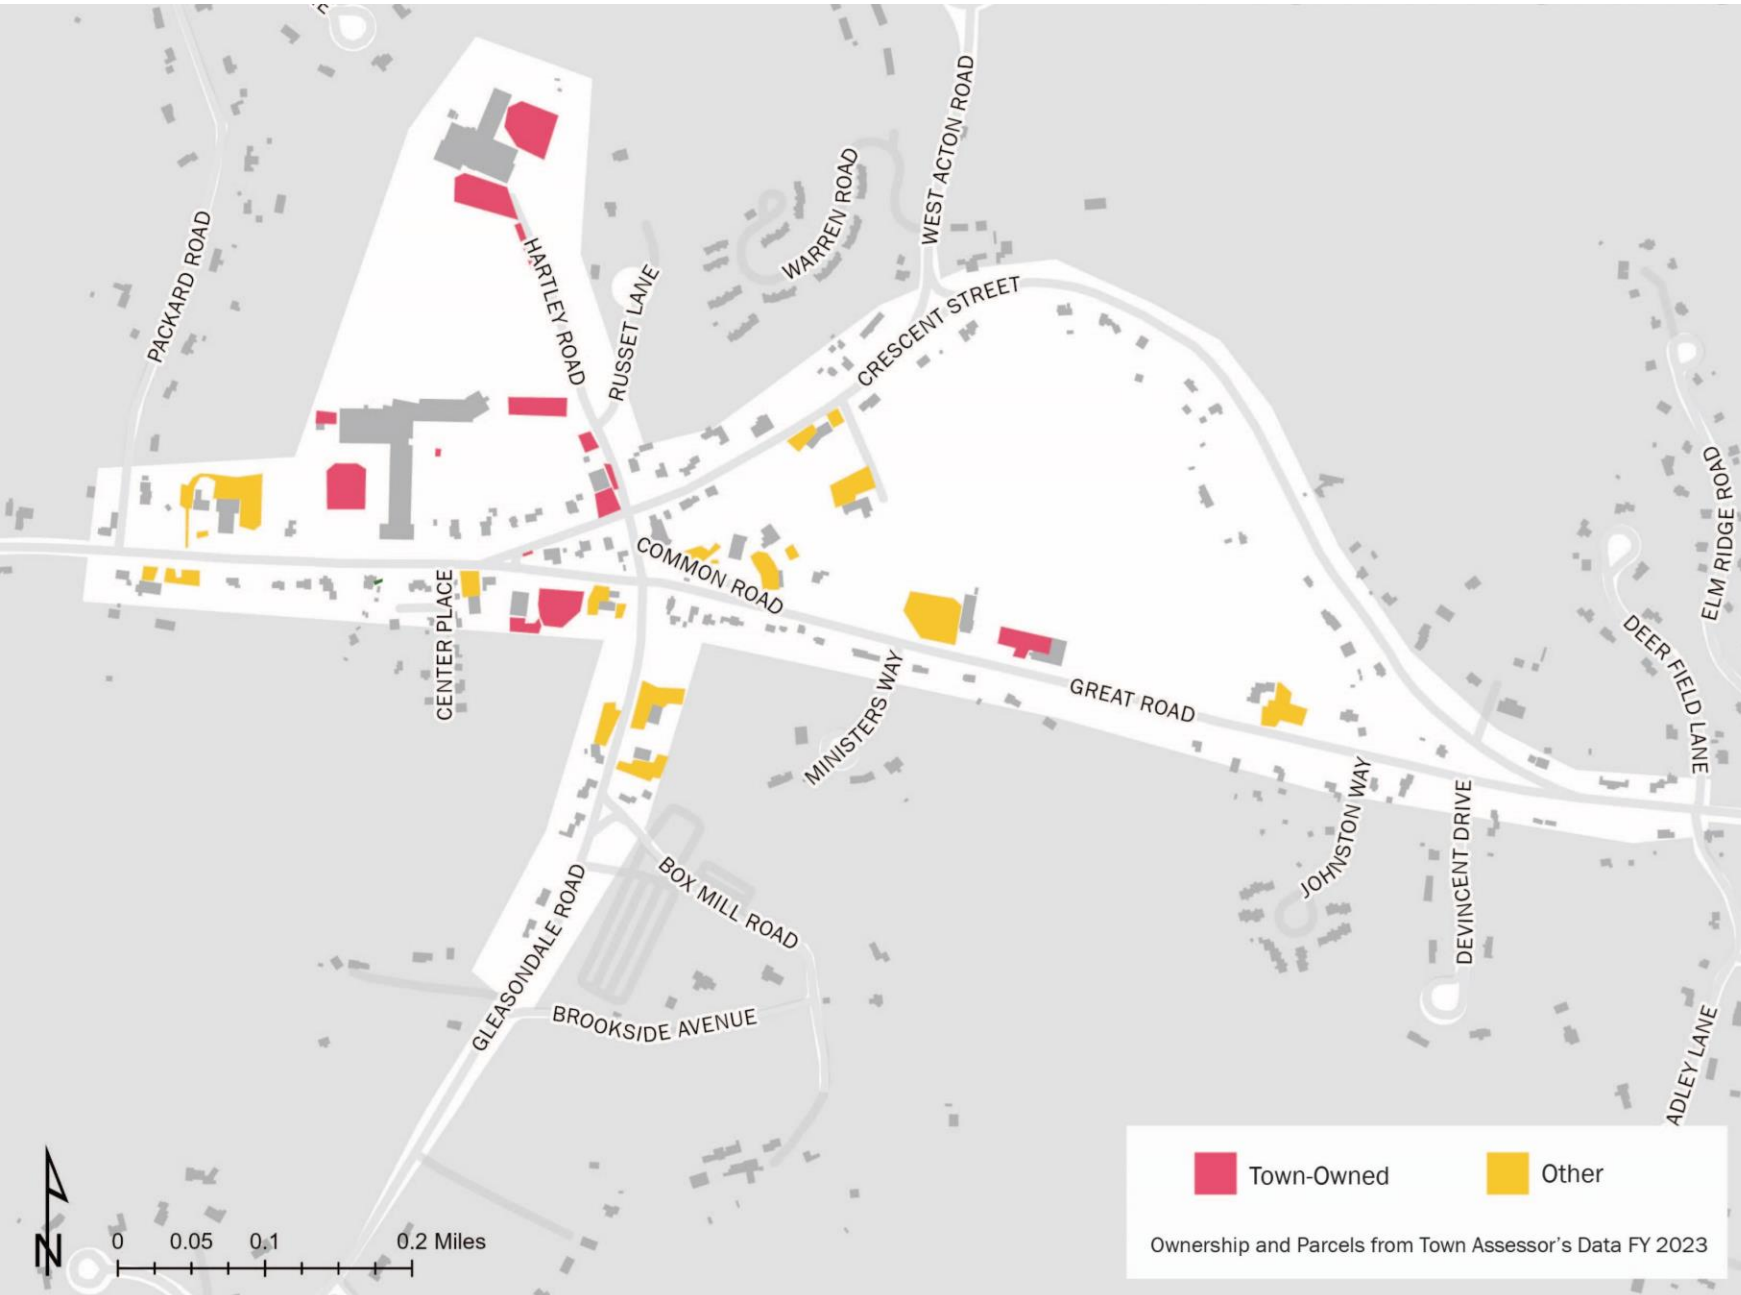 PACKARD ROAD
HARTLEY ROAD
RUSSET LANE
WARREN ROAD
WEST ACTON ROAD
CRESCENT STREET
COMMON ROAD
CENTER PLACE
MINISTERS WAY
GREAT ROAD
ELM RIDGE ROAD
DEER FIELD LANE
JOHNSTON WAY
DEVINCENT DRIVE
BOX MILL ROAD
GLEASONDALE ROAD
BROOKSIDE AVENUE
ADLEY LANE
N
0 0.05 0.1 0.2 Miles
Town-Owned
Other
Ownership and Parcels from Town Assessor's Data FY 2023